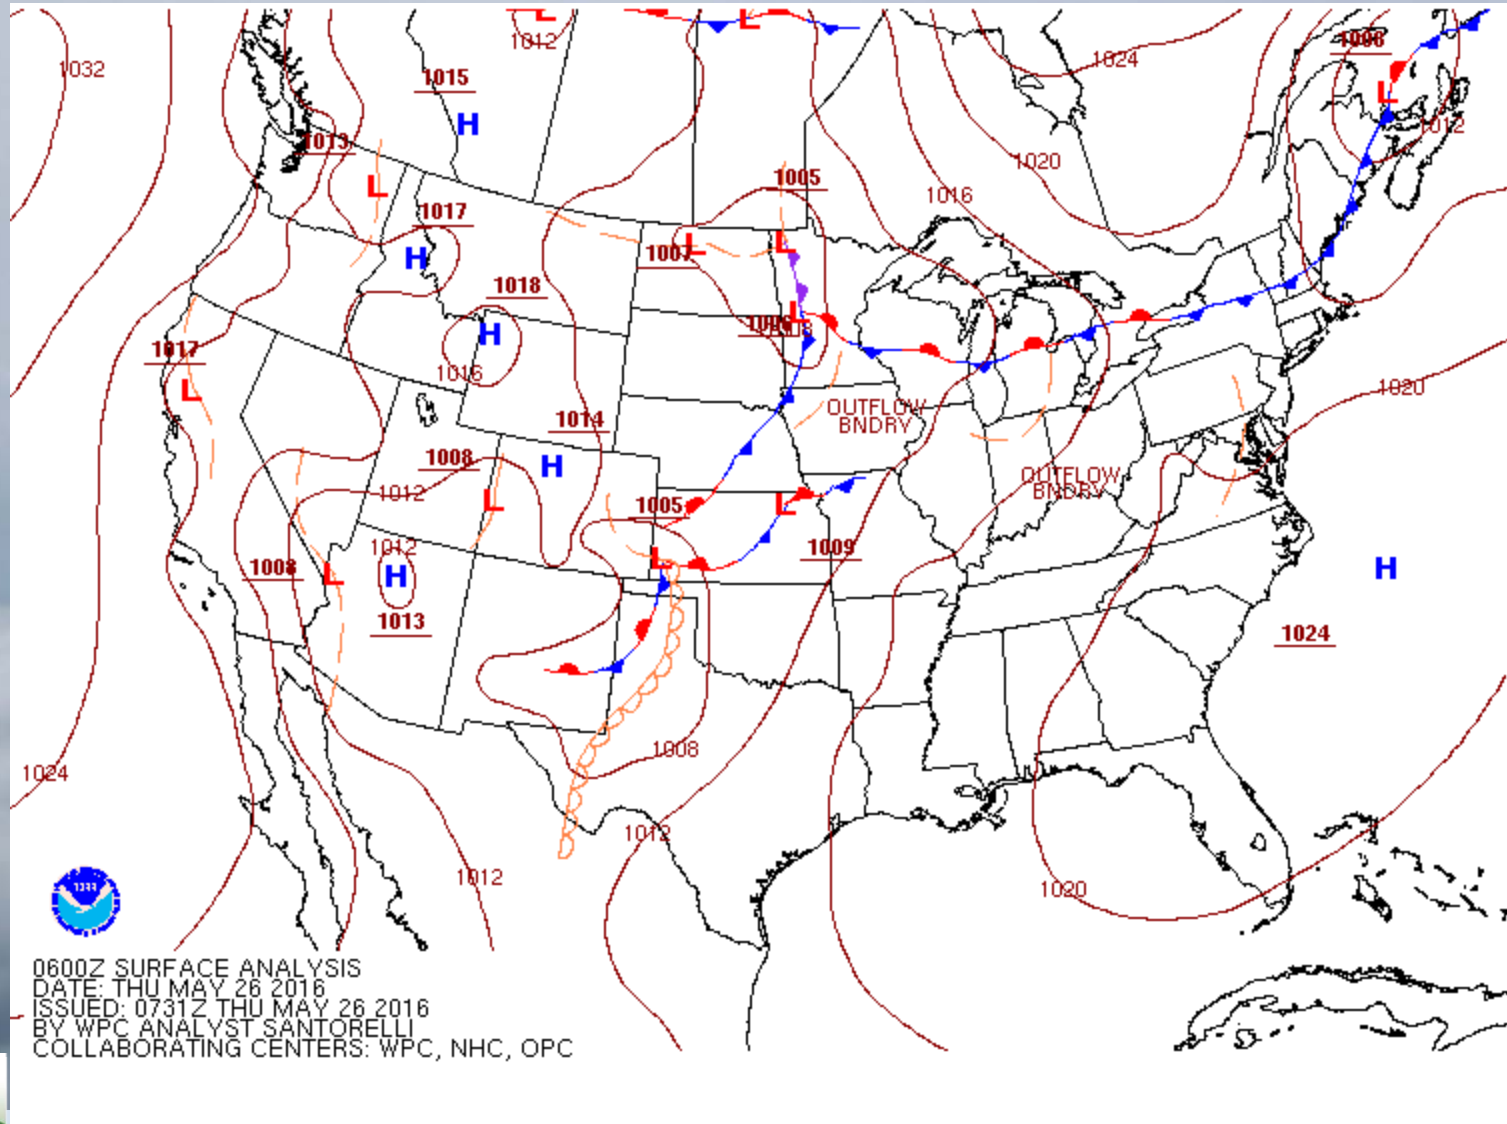 1032
1012
1015
H
L
L
1024
1006
L
1012
1013
L
1020
1005
1016
1017
H
1007
L
L
1018
H
1016
L
1017
L
1014
OUTFLOW
BNDRY
1020
1008
H
1012
L
1005
L
OUTFLOW
BNDRY
1009
1012
1008
L
H
L
H
1013
1024
1008
1024
1012
1012
1020
0600Z SURFACE ANALYSIS
DATE: THU MAY 26 2016
ISSUED: 0731Z THU MAY 26 2016
BY WPC ANALYST SANTORELLI
COLLABORATING CENTERS: WPC, NHC, OPC